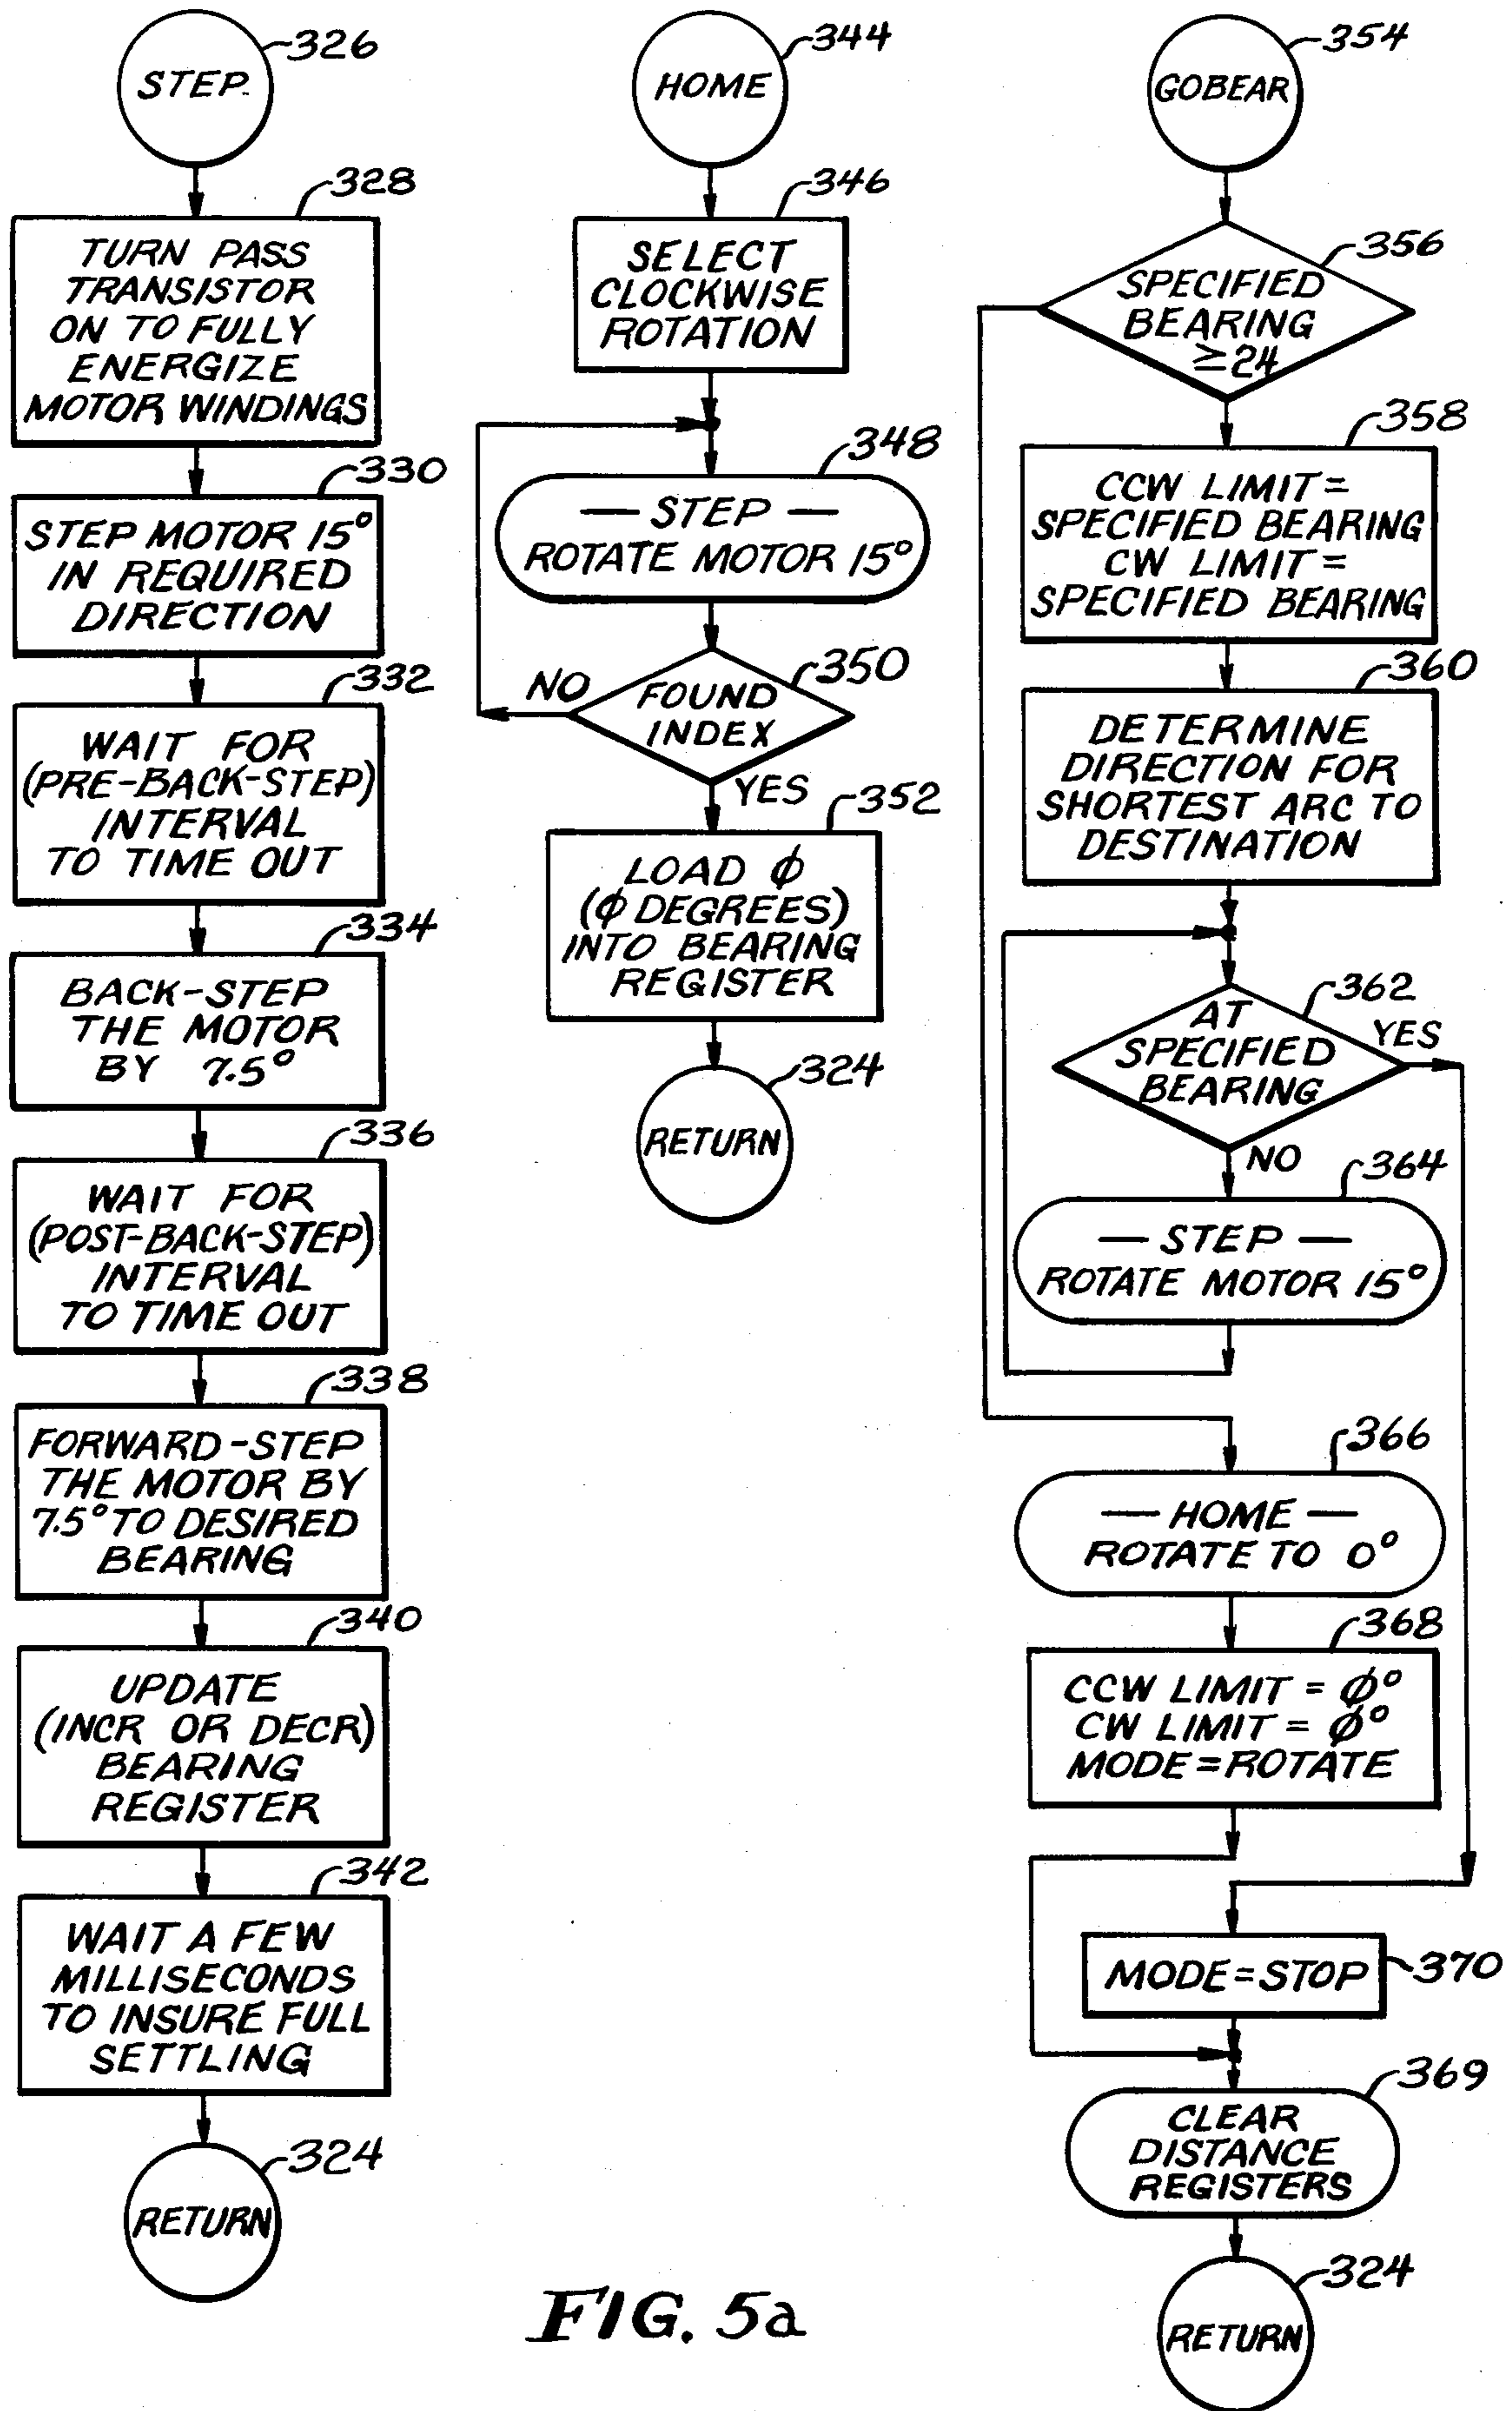 STEP
326
328
TURN PASS
TRANSISTOR
ON TO FULLY
ENERGIZE
MOTOR WINDINGS
330
STEP MOTOR 15°
IN REQUIRED
DIRECTION
332
WAIT FOR
(PRE-BACK-STEP)
INTERVAL
TO TIME OUT
334
BACK-STEP
THE MOTOR
BY 7.5°
336
WAIT FOR
(POST-BACK-STEP)
INTERVAL
TO TIME OUT
338
FORWARD-STEP
THE MOTOR BY
7.5° TO DESIRED
BEARING
340
UPDATE
(INCR OR DECR)
BEARING
REGISTER
342
WAIT A FEW
MILLISECONDS
TO INSURE FULL
SETTLING
324
RETURN
HOME
344
346
SELECT
CLOCKWISE
ROTATION
348
— STEP —
ROTATE MOTOR 15°
350
FOUND
INDEX
NO
YES
352
LOAD ϕ
(ϕ DEGREES)
INTO BEARING
REGISTER
324
RETURN
GOBEAR
354
356
SPECIFIED
BEARING
≥24
358
CCW LIMIT =
SPECIFIED BEARING
CW LIMIT =
SPECIFIED BEARING
360
DETERMINE
DIRECTION FOR
SHORTEST ARC TO
DESTINATION
362
AT
SPECIFIED
BEARING
YES
NO
364
— STEP —
ROTATE MOTOR 15°
366
— HOME —
ROTATE TO 0°
368
CCW LIMIT = ϕ°
CW LIMIT = ϕ°
MODE = ROTATE
MODE = STOP
370
369
CLEAR
DISTANCE
REGISTERS
324
RETURN
FIG. 5a